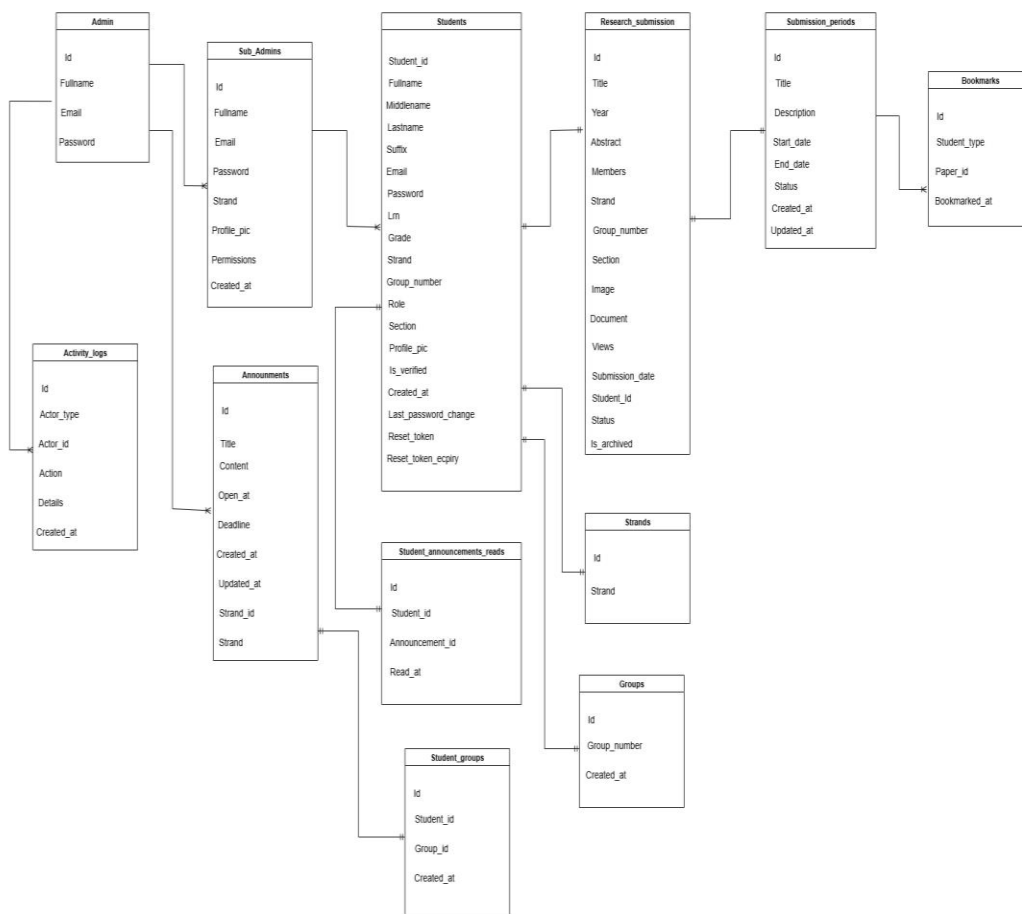 Admin
Id
Fullname
Email
Password
Sub_Admins
Id
Fullname
Email
Password
Strand
Profile_pic
Permissions
Created_at
Students
Student_id
Fullname
Middlename
Lastname
Suffix
Email
Password
Lrn
Grade
Strand
Group_number
Role
Section
Profile_pic
Is_verified
Created_at
Last_password_change
Reset_token
Reset_token_ecpiry
Research_submission
Id
Title
Year
Abstract
Members
Strand
Group_number
Section
Image
Document
Views
Submission_date
Student_Id
Status
Is_archived
Submission_periods
Id
Title
Description
Start_date
End_date
Status
Created_at
Updated_at
Bookmarks
Id
Student_type
Paper_id
Bookmarked_at
Activity_logs
Id
Actor_type
Actor_id
Action
Details
Created_at
Announments
Id
Title
Content
Open_at
Deadline
Created_at
Updated_at
Strand_id
Strand
Student_announcements_reads
Id
Student_id
Announcement_id
Read_at
Strands
Id
Strand
Groups
Id
Group_number
Created_at
Student_groups
Id
Student_id
Group_id
Created_at